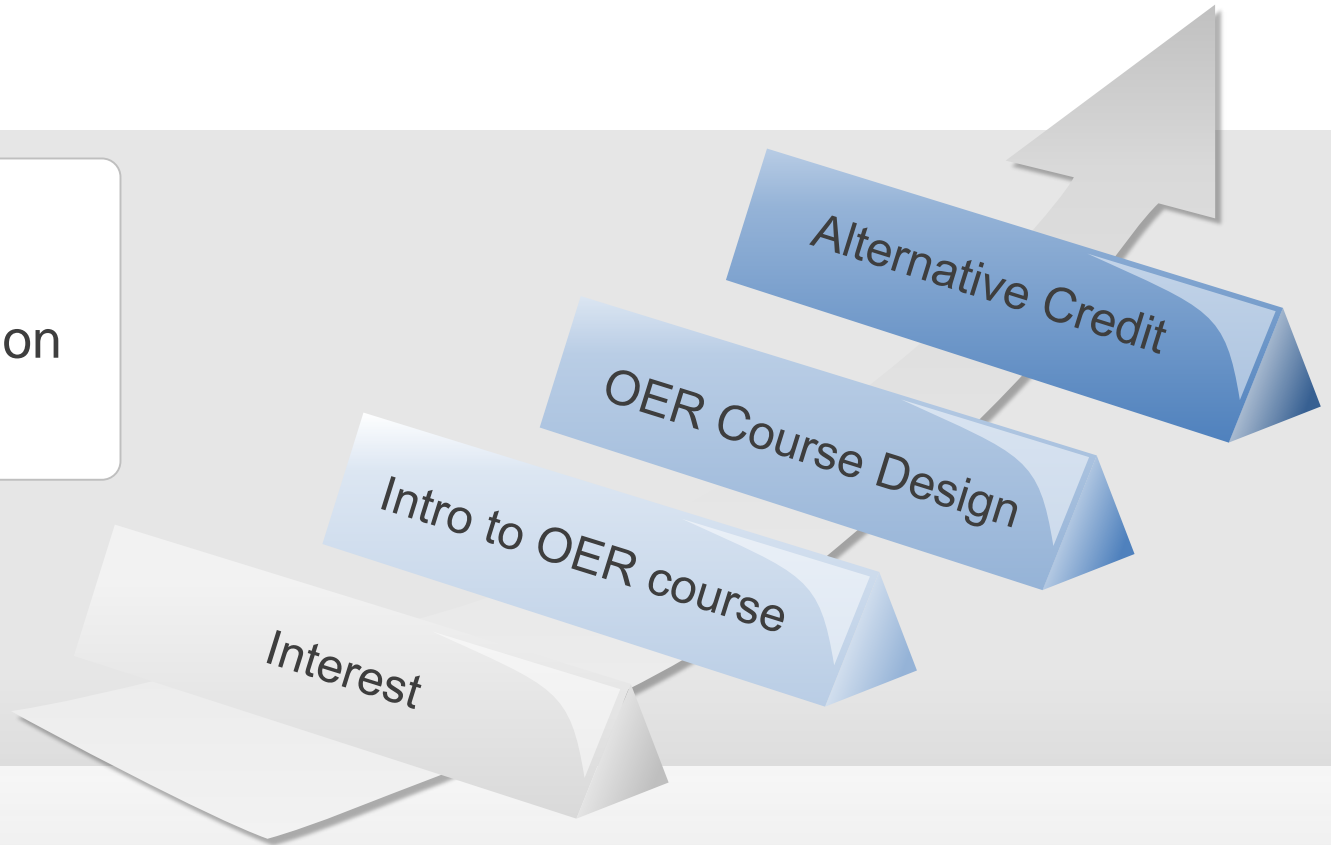 on
Alternative Credit
OER Course Design
Intro to OER course
Interest